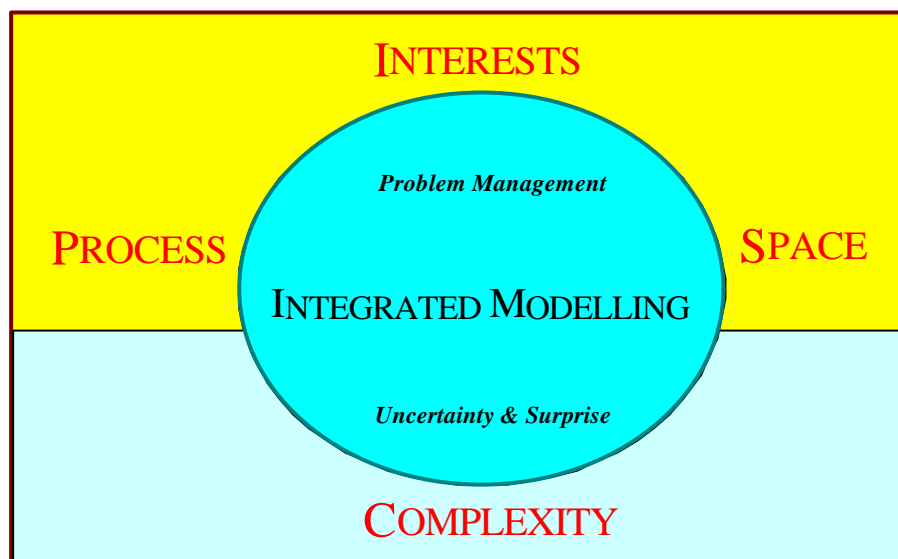 INTERESTS
Problem Management
PROCESS
SPACE
INTEGRATED MODELLING
Uncertainty & Surprise
COMPLEXITY